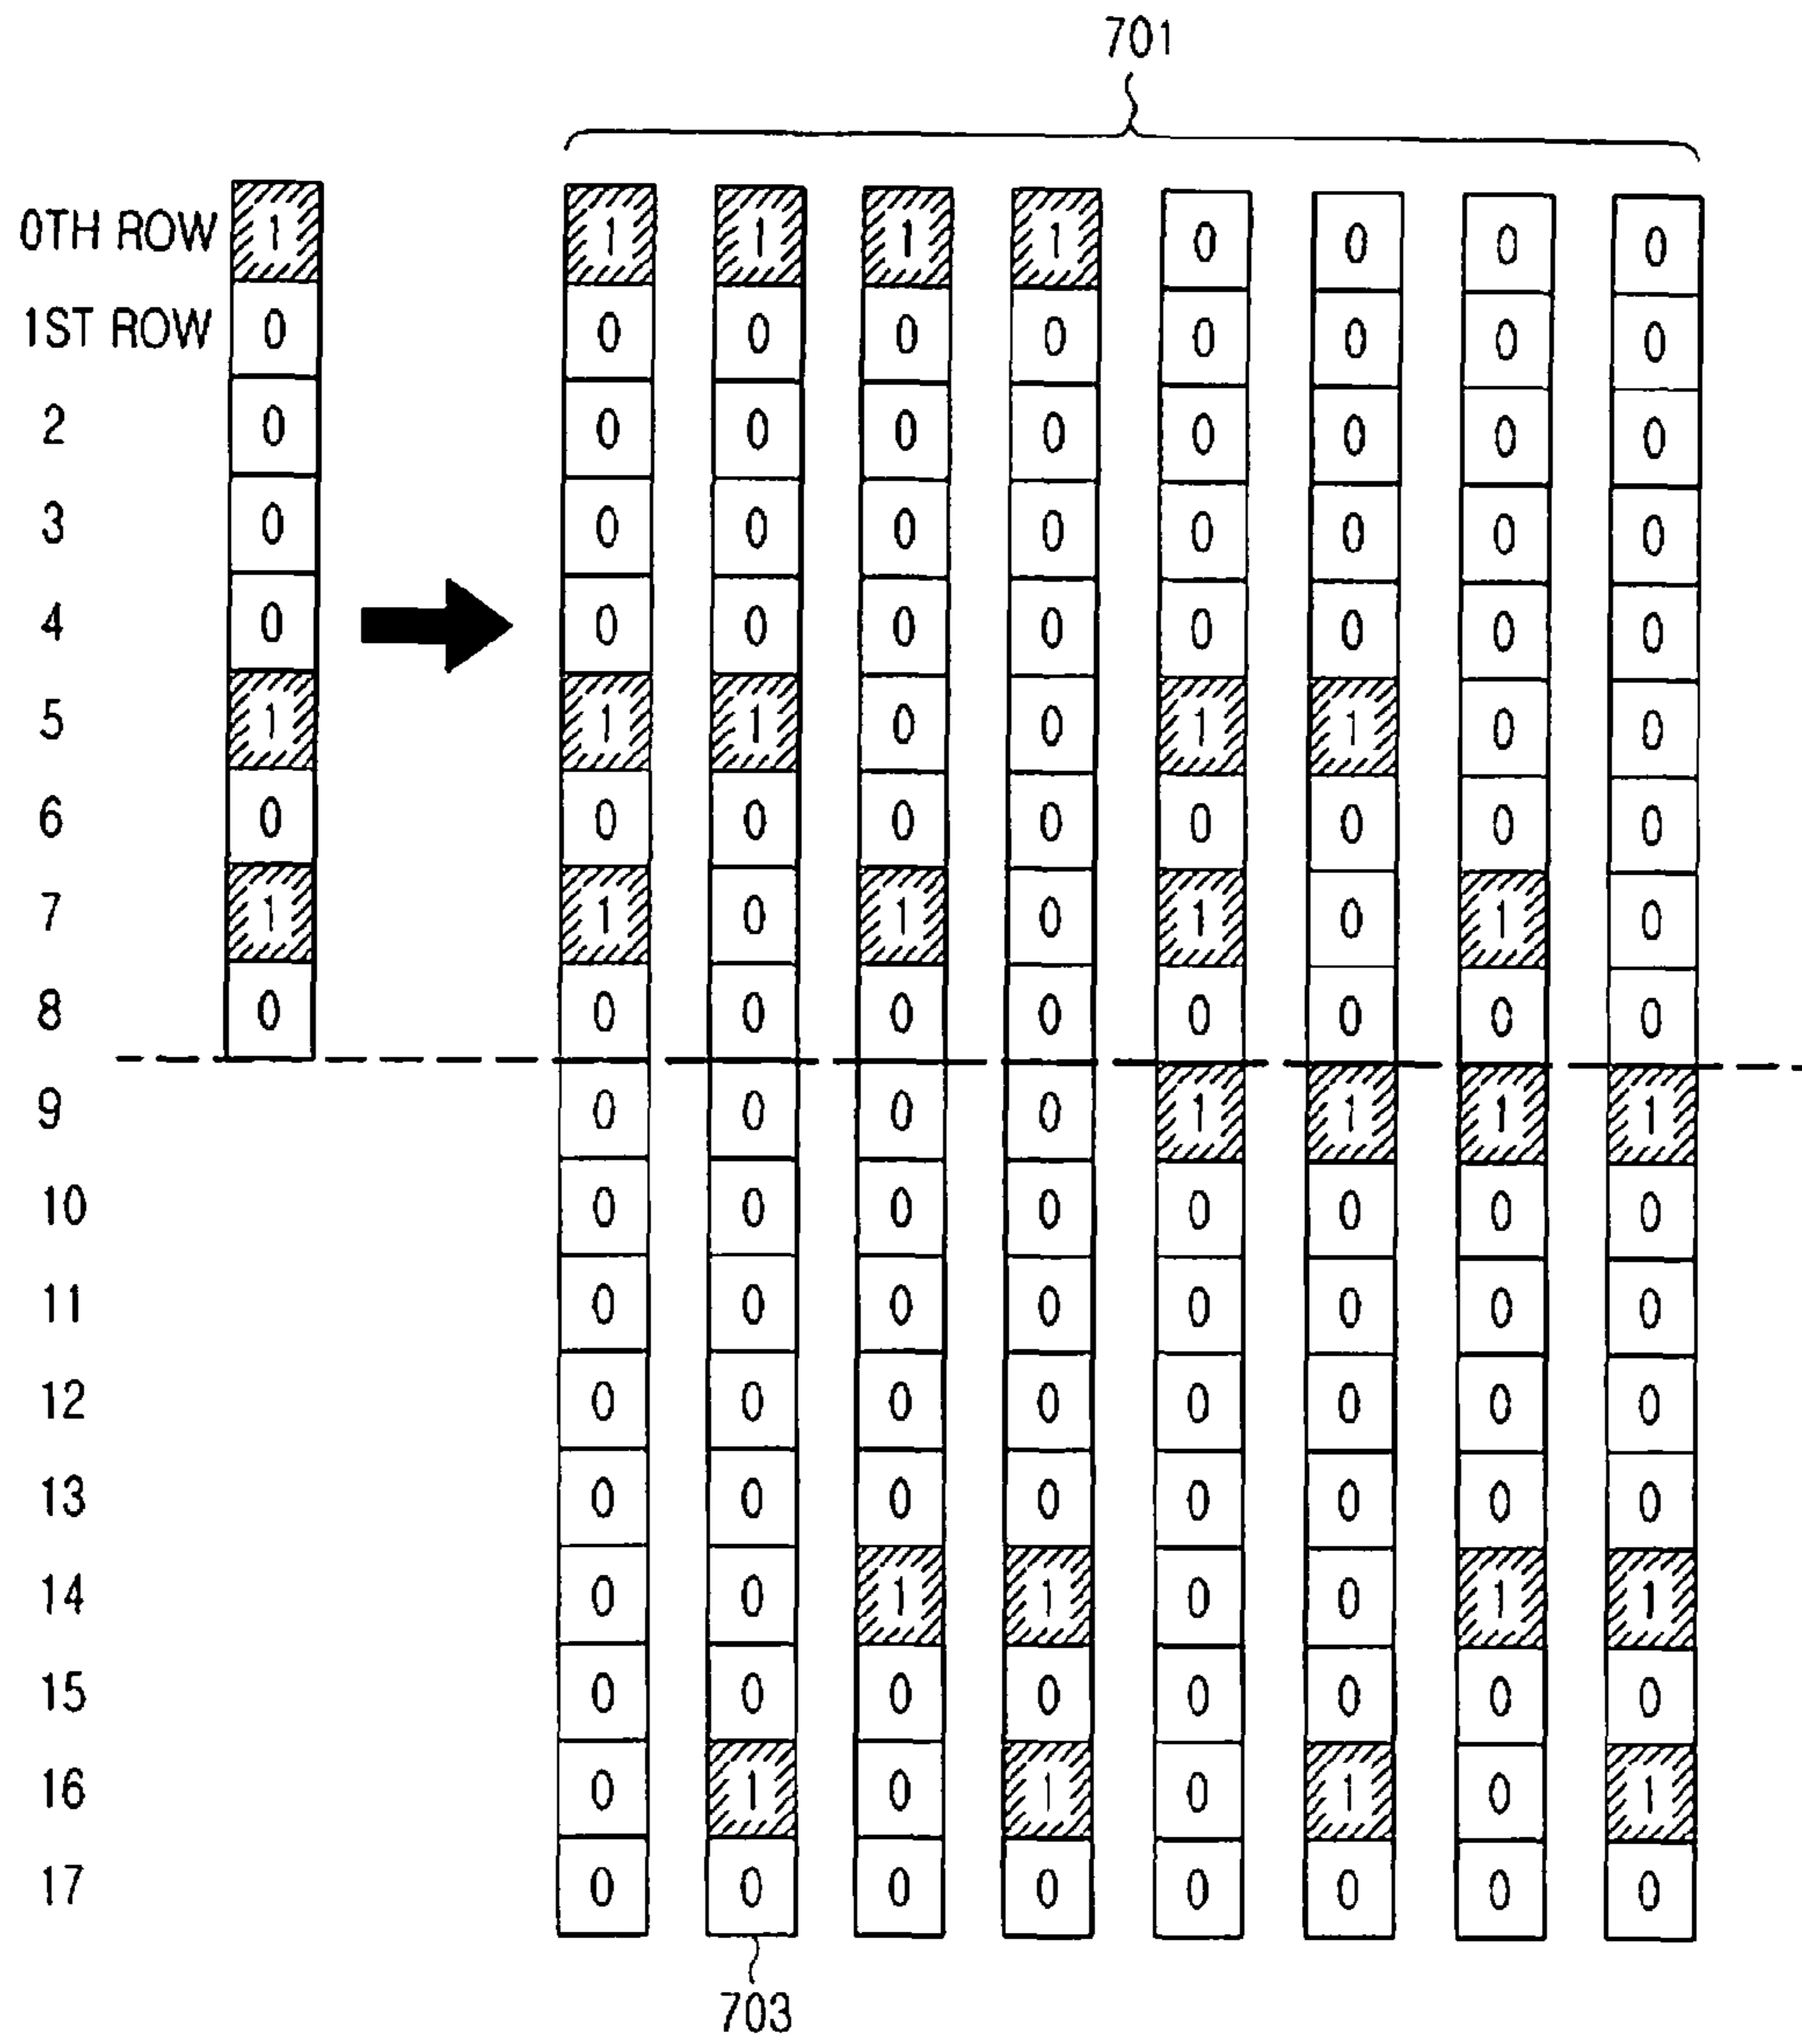 701
0TH ROW 1 1 1 1 1 0 0 0 0
1ST ROW 0 0 0 0 0 0 0 0 0
2 0 0 0 0 0 0 0 0 0
3 0 0 0 0 0 0 0 0 0
4 0 0 0 0 0 0 0 0 0
5 1 1 1 0 0 1 1 0 0
6 0 0 0 0 0 0 0 0 0
7 1 1 0 1 0 1 0 1 0
8 0 0 0 0 0 0 0 0 0
9 0 0 0 0 1 1 1 1
10 0 0 0 0 0 0 0 0
11 0 0 0 0 0 0 0 0
12 0 0 0 0 0 0 0 0
13 0 0 0 0 0 0 0 0
14 0 0 1 1 0 0 1 1
15 0 0 0 0 0 0 0 0
16 0 1 0 1 0 1 0 1
17 0 0 0 0 0 0 0 0
703